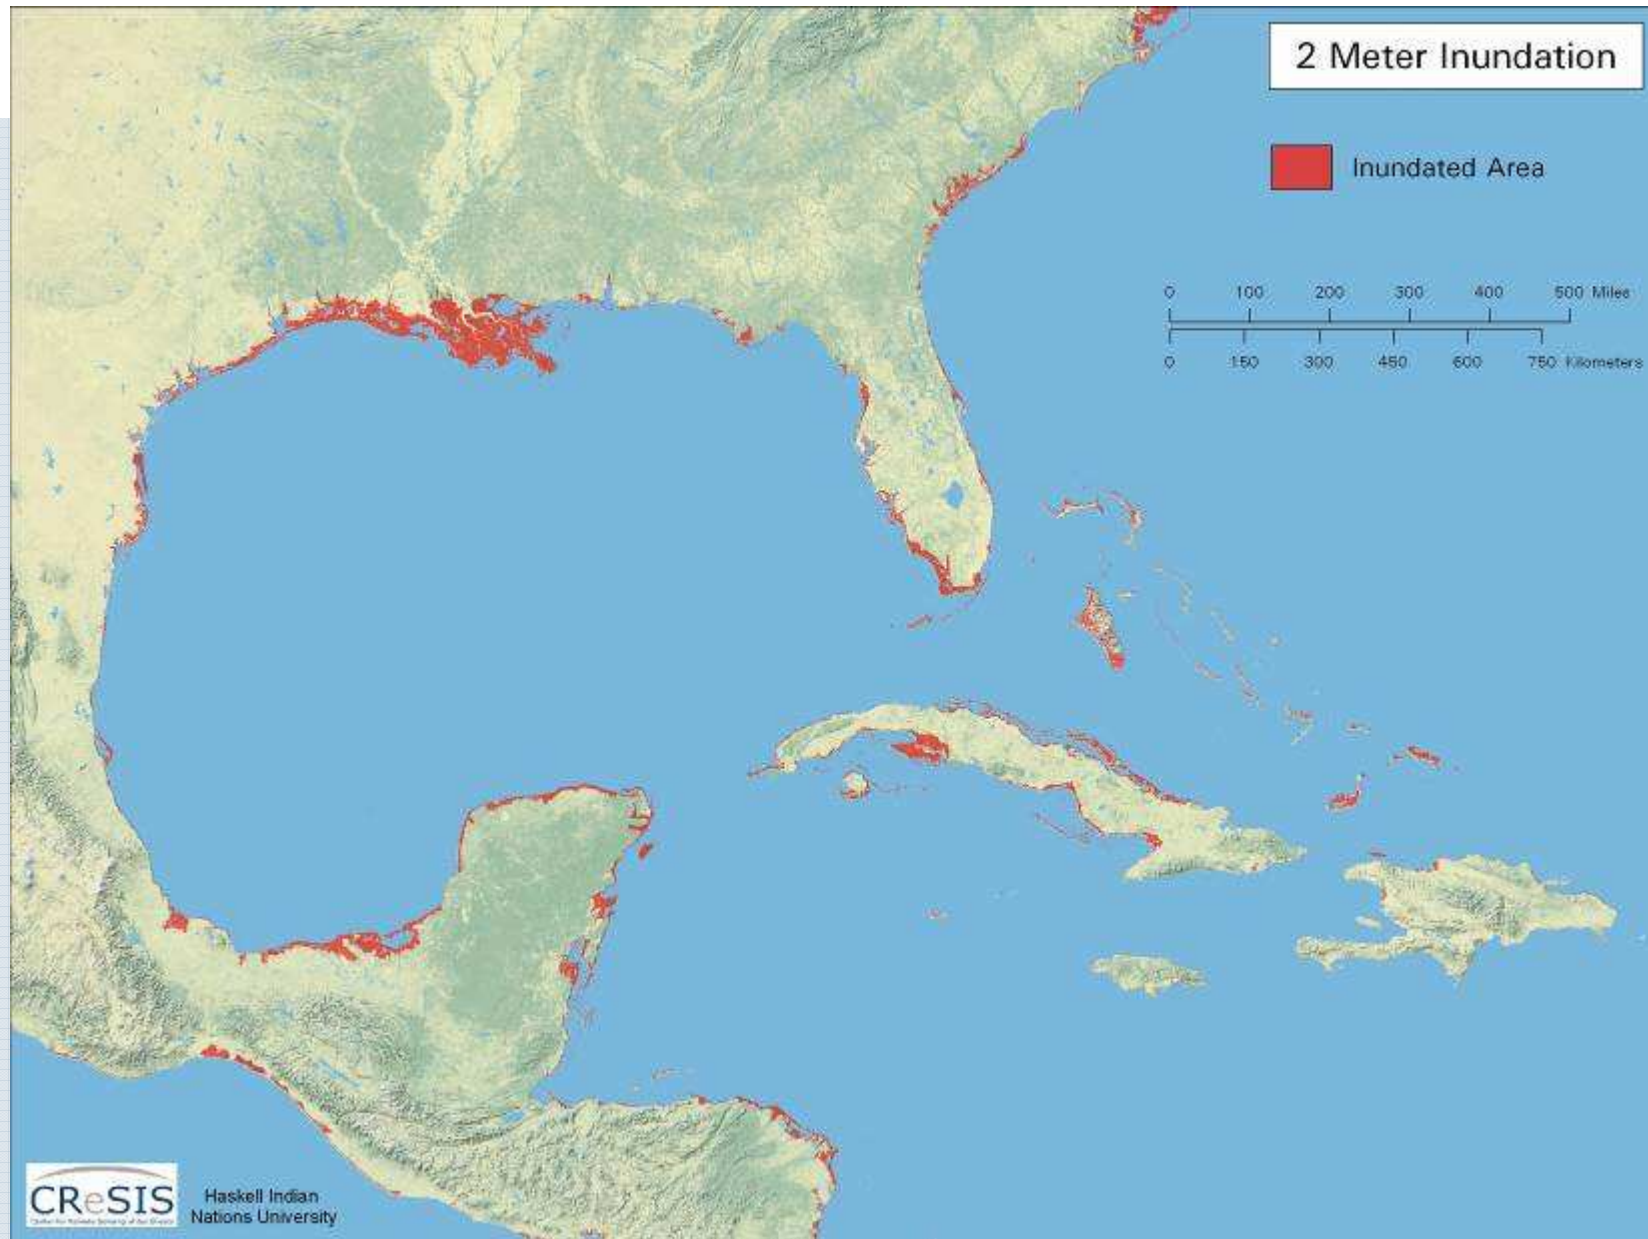 2 Meter Inundation
Inundated Area
0 100 200 300 400 500 Miles
0 150 300 450 600 750 Kilometers
CReSIS
Haskell Indian
Nations University